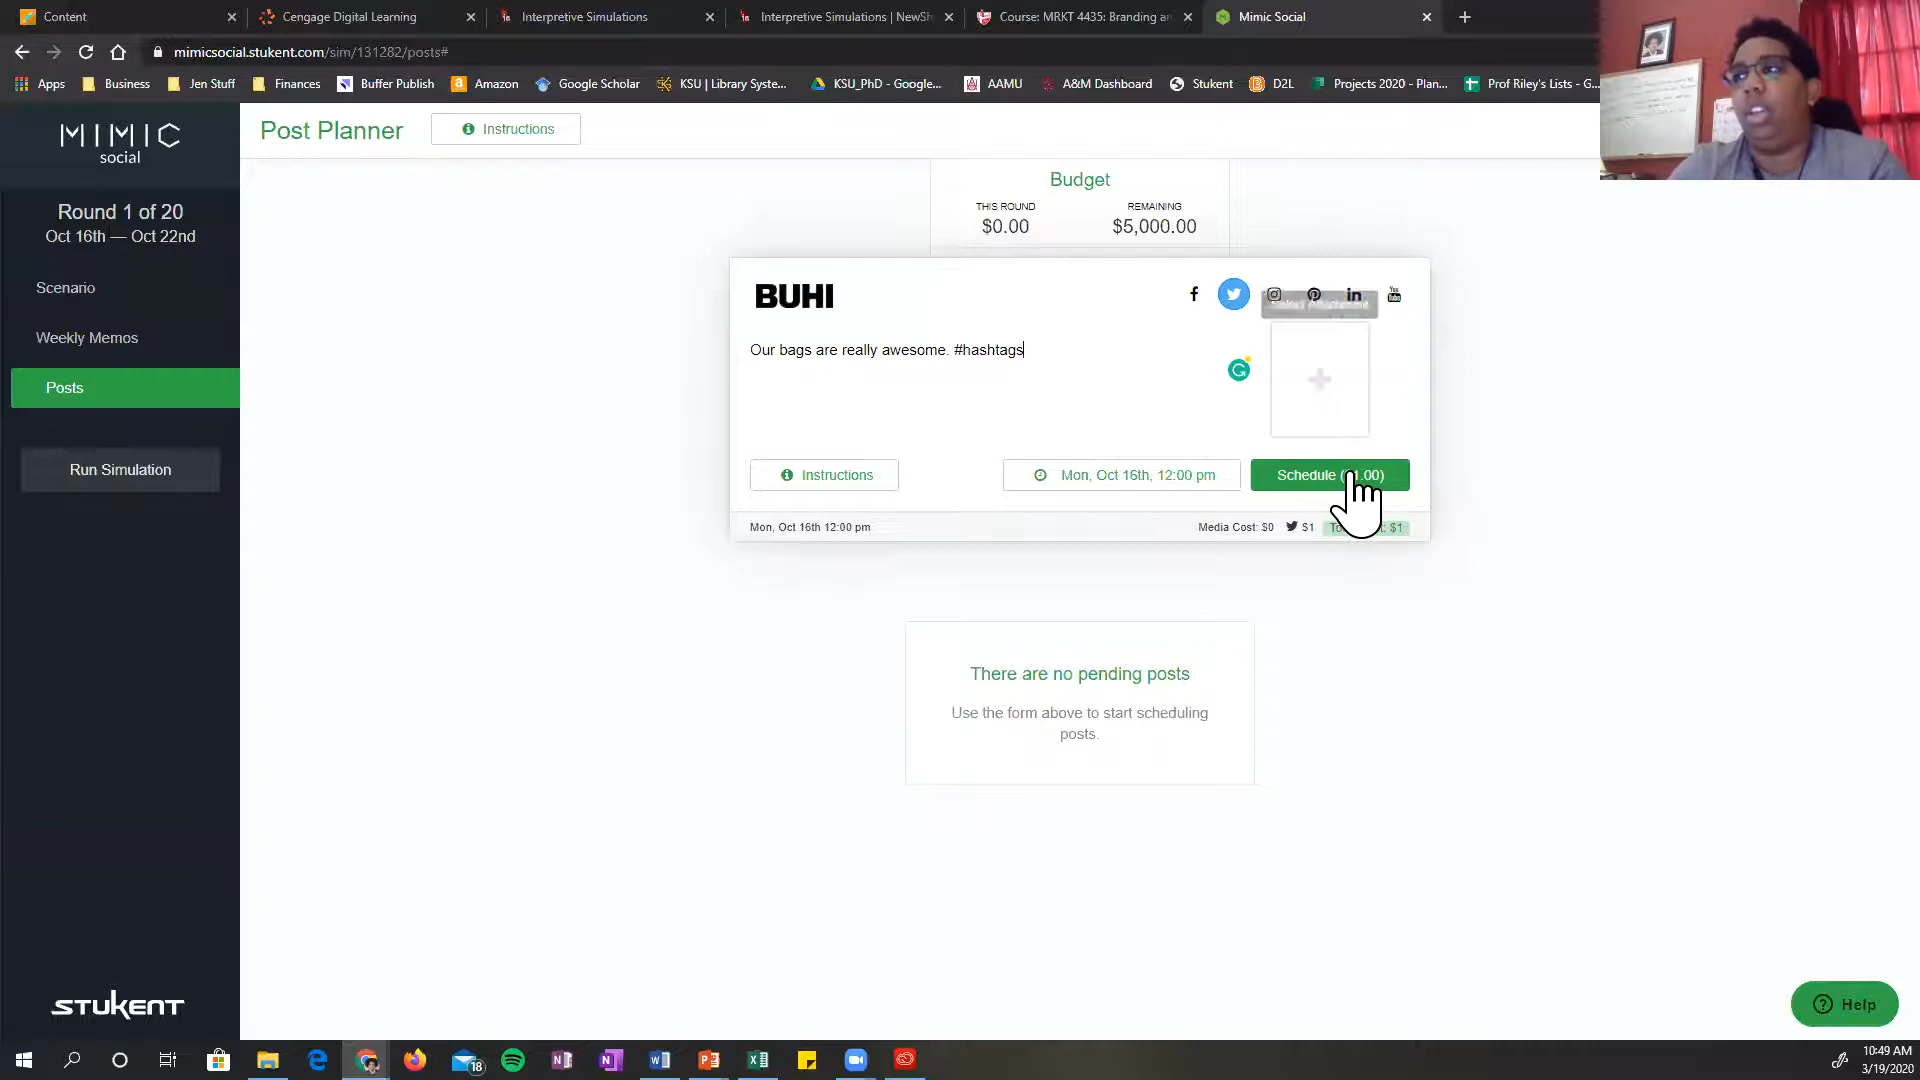 Content
Cengage Digital Learning
Interpretive Simulations
Interpretive Simulations | NewSh
Course: MRKT 4435: Branding an
Mimic Social
mimicsocial.stukent.com/sim/131282/posts#
Apps
Business
Jen Stuff
Finances
Buffer Publish
Amazon
Google Scholar
KSU | Library Syste...
KSU_PhD - Google...
AAMU
A&M Dashboard
Stukent
D2L
Projects 2020 - Plan...
Prof Riley's Lists - G...
MIMIC
social
Post Planner
Instructions
Round 1 of 20
Oct 16th — Oct 22nd
Scenario
Weekly Memos
Posts
Run Simulation
Budget
THIS ROUND
REMAINING
$0.00
$5,000.00
BUHI
Our bags are really awesome. #hashtags
Instructions
Mon, Oct 16th, 12:00 pm
Schedule ( 1.00)
Mon, Oct 16th 12:00 pm
Media Cost: $0
$1
$1
There are no pending posts
Use the form above to start scheduling
posts.
STUKENT
Help
18
10:49 AM
3/19/2020